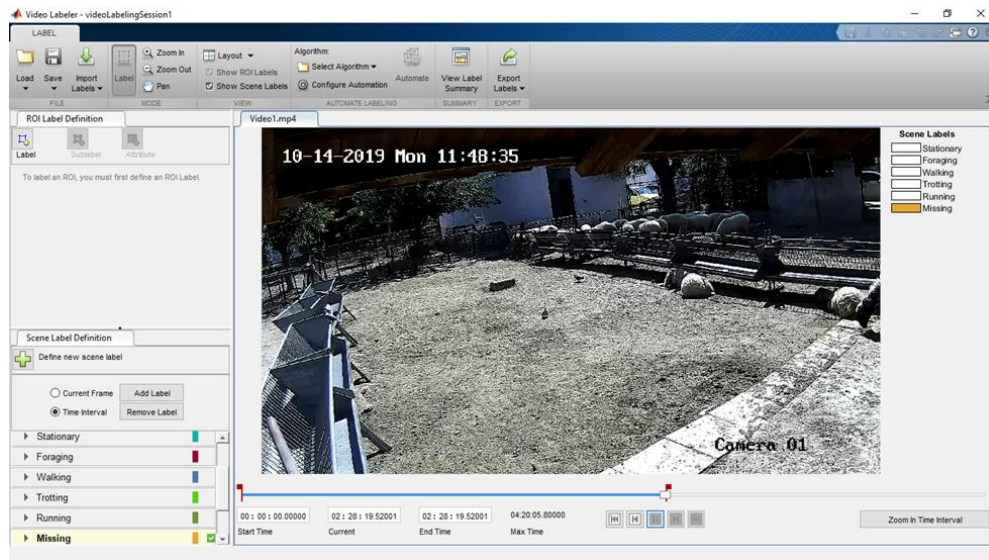 Video Labeler - videoLabelingSession1
LABEL
Load
Save
Import
Labels
FILE
Label
Zoom In
Zoom Out
Pan
MODE
Layout
Show ROI Labels
Show Scene Labels
VIEW
Algorithm:
Select Algorithm
Configure Automation
Automate
AUTOMATE LABELING
View Label
Summary
SUMMARY
Export
Labels
EXPORT
ROI Label Definition
Label
Sublabel
Attribute
To label an ROI, you must first define an ROI Label.
Scene Label Definition
Define new scene label
Current Frame
Add Label
Time Interval
Remove Label
Stationary
Foraging
Walking
Trotting
Running
Missing
Video1.mp4
10-14-2019 Mon 11:48:35
Camera 01
Scene Labels
Stationary
Foraging
Walking
Trotting
Running
Missing
00 : 00 : 00.00000
02 : 28 : 19.52001
02 : 28 : 19.52001
04:20:05.80000
Start Time
Current
End Time
Max Time
Zoom In Time Interval